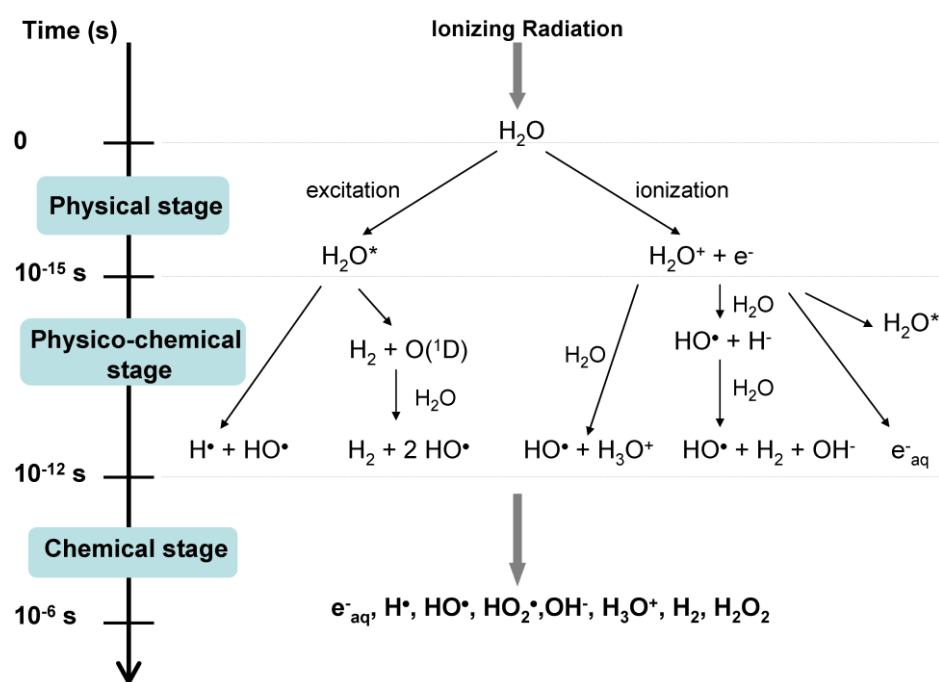 Time (s)
Ionizing Radiation
0
H₂O
excitation
ionization
Physical stage
H₂O*
H₂O⁺ + e⁻
10⁻¹⁵ s
H₂O
H₂O*
Physico-chemical
stage
H₂ + O(¹D)
H₂O
HO• + H⁻
H₂O
H₂O
H• + HO•
H₂ + 2 HO•
HO• + H₃O⁺
HO• + H₂ + OH⁻
e⁻aq
10⁻¹² s
Chemical stage
10⁻⁶ s
e⁻aq, H•, HO•, HO₂•,OH⁻, H₃O⁺, H₂, H₂O₂